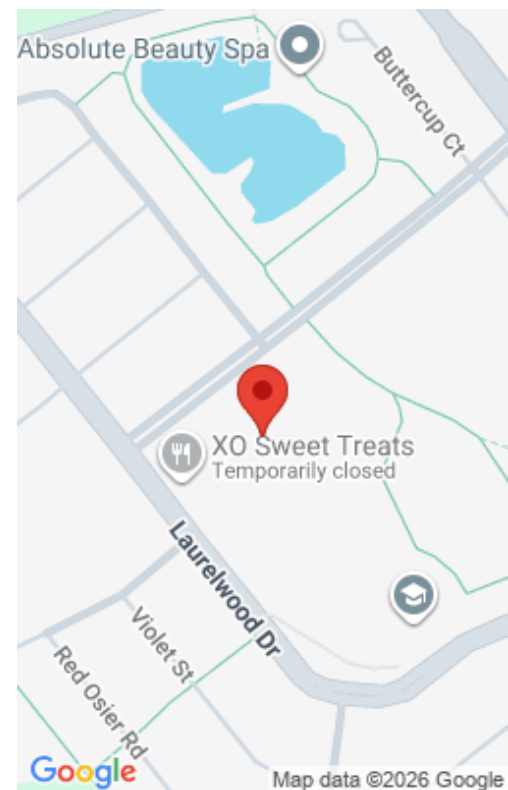 Absolute Beauty Spa
Buttercup Ct
XO Sweet Treats
Temporarily closed
Laurelwood Dr
Violet St
Red Osier Rd
Google
Map data ©2026 Google